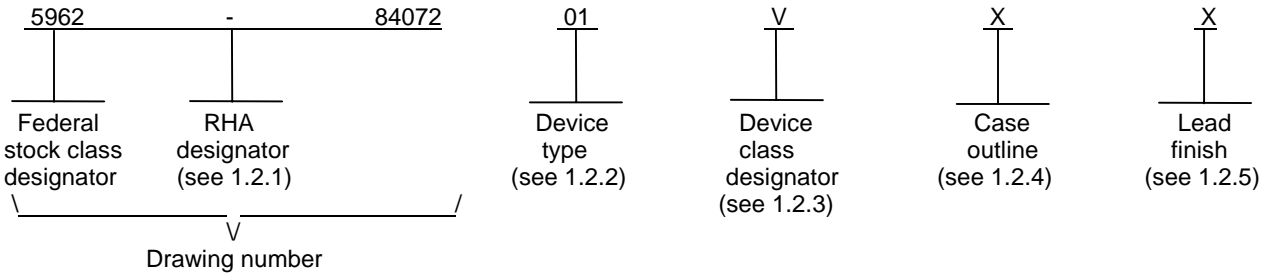 5962 - 84072 01 V X X
Federal stock class designator
RHA designator (see 1.2.1)
Device type (see 1.2.2)
Device class designator (see 1.2.3)
Case outline (see 1.2.4)
Lead finish (see 1.2.5)
\ / 
\/
Drawing number